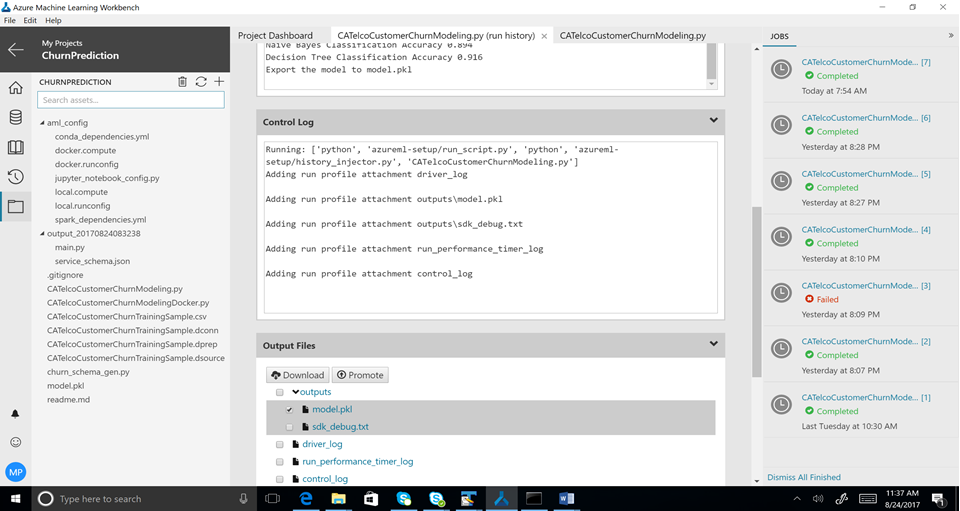 Azure Machine Learning Workbench
File Edit Help
My Projects
ChurnPrediction
CHURNPREDICTION
Search assets...
aml_config
conda_dependencies.yml
docker.compute
docker.runconfig
jupyter_notebook_config.py
local.compute
local.runconfig
spark_dependencies.yml
output_20170824083238
main.py
service_schema.json
.gitignore
CATelcoCustomerChurnModeling.py
CATelcoCustomerChurnModelingDocker.py
CATelcoCustomerChurnTrainingSample.csv
CATelcoCustomerChurnTrainingSample.dconn
CATelcoCustomerChurnTrainingSample.dprep
CATelcoCustomerChurnTrainingSample.dsource
churn_schema_gen.py
model.pkl
readme.md
MP
Project Dashboard
CATelcoCustomerChurnModeling.py (run history)
CATelcoCustomerChurnModeling.py
Naive Bayes Classification Accuracy 0.894
Decision Tree Classification Accuracy 0.916
Export the model to model.pkl
Control Log
Running: ['python', 'azureml-setup/run_script.py', 'python', 'azureml-
setup/history_injector.py', 'CATelcoCustomerChurnModeling.py']
Adding run profile attachment driver_log
Adding run profile attachment outputs\model.pkl
Adding run profile attachment outputs\sdk_debug.txt
Adding run profile attachment run_performance_timer_log
Adding run profile attachment control_log
Output Files
Download Promote
outputs
model.pkl
sdk_debug.txt
driver_log
run_performance_timer_log
control_log
JOBS
CATelcoCustomerChurnMode... [7]
Completed
Today at 7:54 AM
CATelcoCustomerChurnMode... [6]
Completed
Yesterday at 8:28 PM
CATelcoCustomerChurnMode... [5]
Completed
Yesterday at 8:27 PM
CATelcoCustomerChurnMode... [4]
Completed
Yesterday at 8:10 PM
CATelcoCustomerChurnMode... [3]
Failed
Yesterday at 8:09 PM
CATelcoCustomerChurnMode... [2]
Completed
Yesterday at 8:07 PM
CATelcoCustomerChurnMode... [1]
Completed
Last Tuesday at 10:30 AM
Dismiss All Finished
Type here to search
11:37 AM
8/24/2017